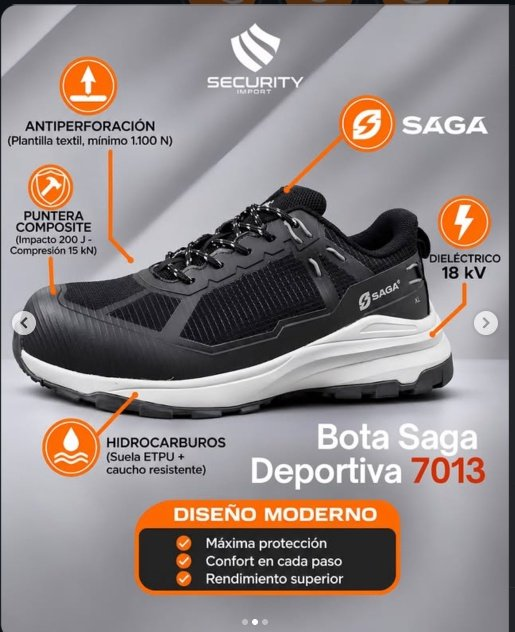 SECURITY
IMPORT
ANTIPERFORACIÓN
(Plantilla textil, mínimo 1.100 N)
SAGA
PUNTERA
COMPOSITE
(Impacto 200 J -
Compresión 15 kN)
DIELÉCTRICO
18 kV
SAGA®
XL
HIDROCARBUROS
(Suela ETPU +
caucho resistente)
Bota Saga
Deportiva 7013
DISEÑO MODERNO
Máxima protección
Confort en cada paso
Rendimiento superior